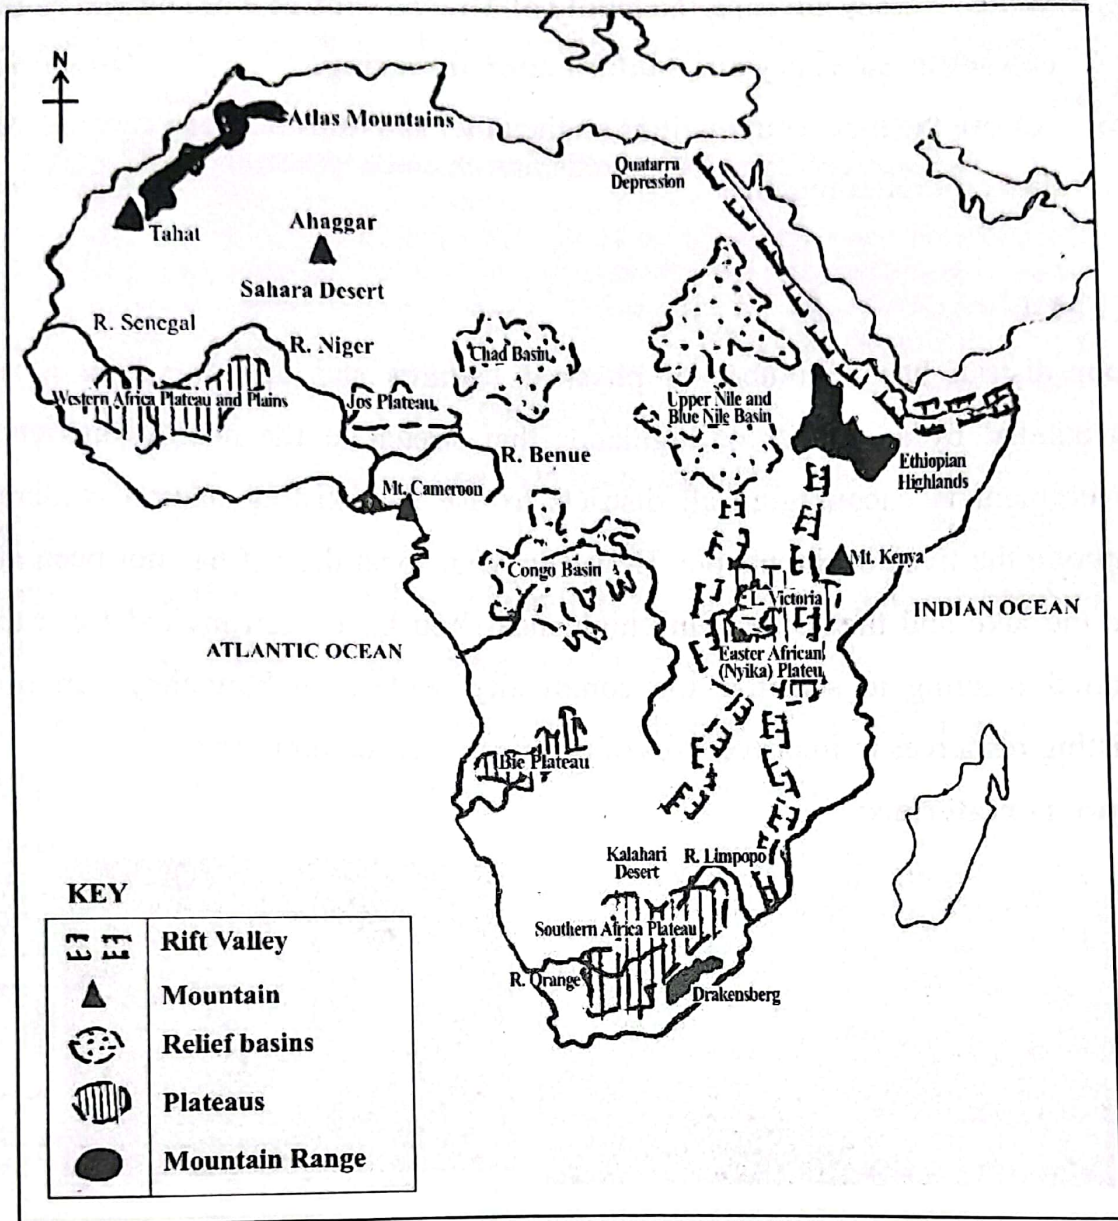 N
Atlas Mountains
Quatarra
Depression
Tahat
Ahaggar
Sahara Desert
R. Senegal
R. Niger
Chad Basin
Western Africa Plateau and Plains
Jos Plateau
Upper Nile and
Blue Nile Basin
R. Benue
Ethiopian
Highlands
Mt. Cameroon
Mt. Kenya
Congo Basin
L. Victoria
INDIAN OCEAN
ATLANTIC OCEAN
Easter African
(Nyika) Plateu
Bie Plateau
Kalahari
Desert
R. Limpopo
Southern Africa Plateau
R. Orange
Drakensberg
KEY
Rift Valley
Mountain
Relief basins
Plateaus
Mountain Range